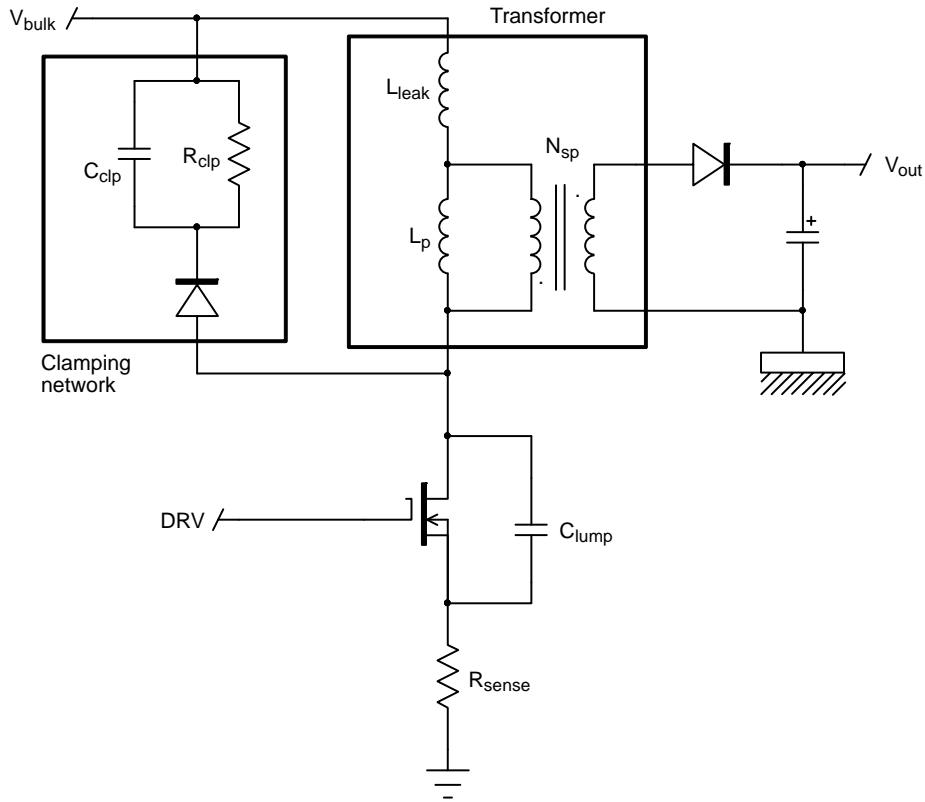 Transformer
Vbulk
Lleak
Nsp
Cclp
Rclp
Vout
Lp
+
Clamping
network
DRV
Clump
Rsense